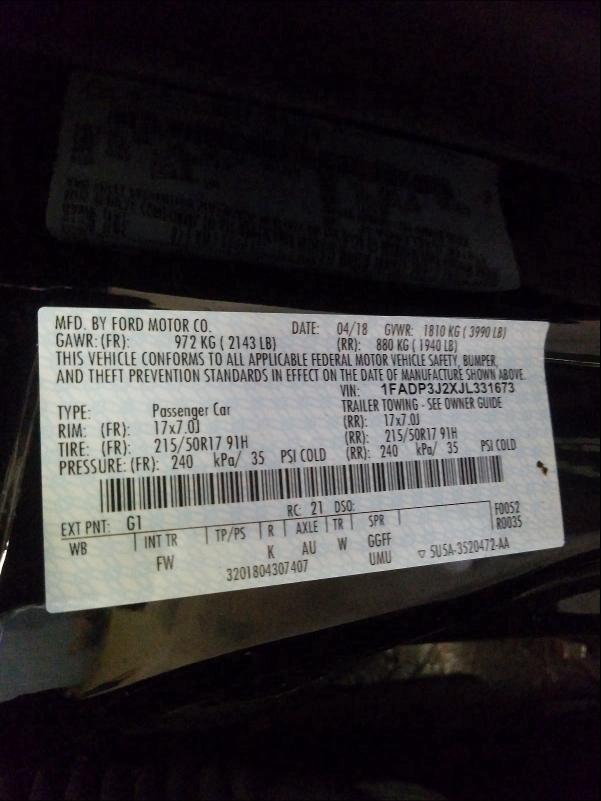 MFD. BY FORD MOTOR CO. DATE: 04/18 GVWR: 1810 KG ( 3990 LB)
GAWR: (FR): 972 KG ( 2143 LB) (RR): 880 KG ( 1940 LB)
THIS VEHICLE CONFORMS TO ALL APPLICABLE FEDERAL MOTOR VEHICLE SAFETY, BUMPER,
AND THEFT PREVENTION STANDARDS IN EFFECT ON THE DATE OF MANUFACTURE SHOWN ABOVE.
VIN: 1FADP3J2XJL331673
TYPE: Passenger Car TRAILER TOWING - SEE OWNER GUIDE
RIM: (FR): 17x7.0J (RR): 17x7.0J
TIRE: (FR): 215/50R17 91H (RR): 215/50R17 91H
PRESSURE: (FR): 240 kPa/ 35 PSI COLD (RR): 240 kPa/ 35 PSI COLD
EXT PNT: G1 RC: 21 DSO: F0052
WB INT TR TP/PS R AXLE TR SPR R0035
FW K AU W GGFF
3201804307407 UMU ▽ 5U5A-3520472-AA